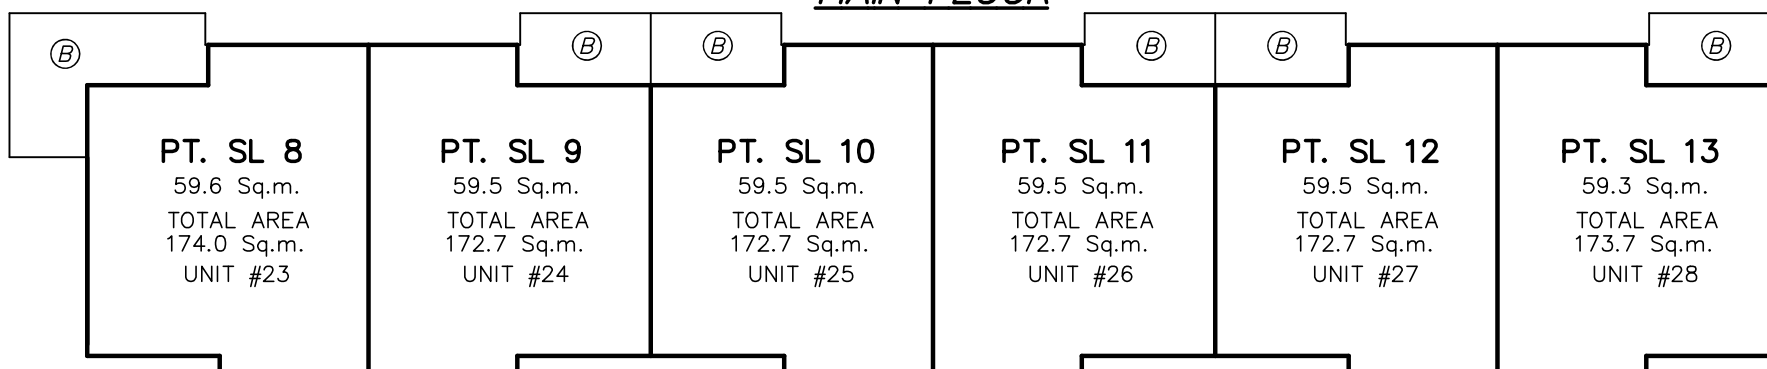 MAIN FLOOR
B B B B B B
PT. SL 8
59.6 Sq.m.
TOTAL AREA
174.0 Sq.m.
UNIT #23
PT. SL 9
59.5 Sq.m.
TOTAL AREA
172.7 Sq.m.
UNIT #24
PT. SL 10
59.5 Sq.m.
TOTAL AREA
172.7 Sq.m.
UNIT #25
PT. SL 11
59.5 Sq.m.
TOTAL AREA
172.7 Sq.m.
UNIT #26
PT. SL 12
59.5 Sq.m.
TOTAL AREA
172.7 Sq.m.
UNIT #27
PT. SL 13
59.3 Sq.m.
TOTAL AREA
173.7 Sq.m.
UNIT #28